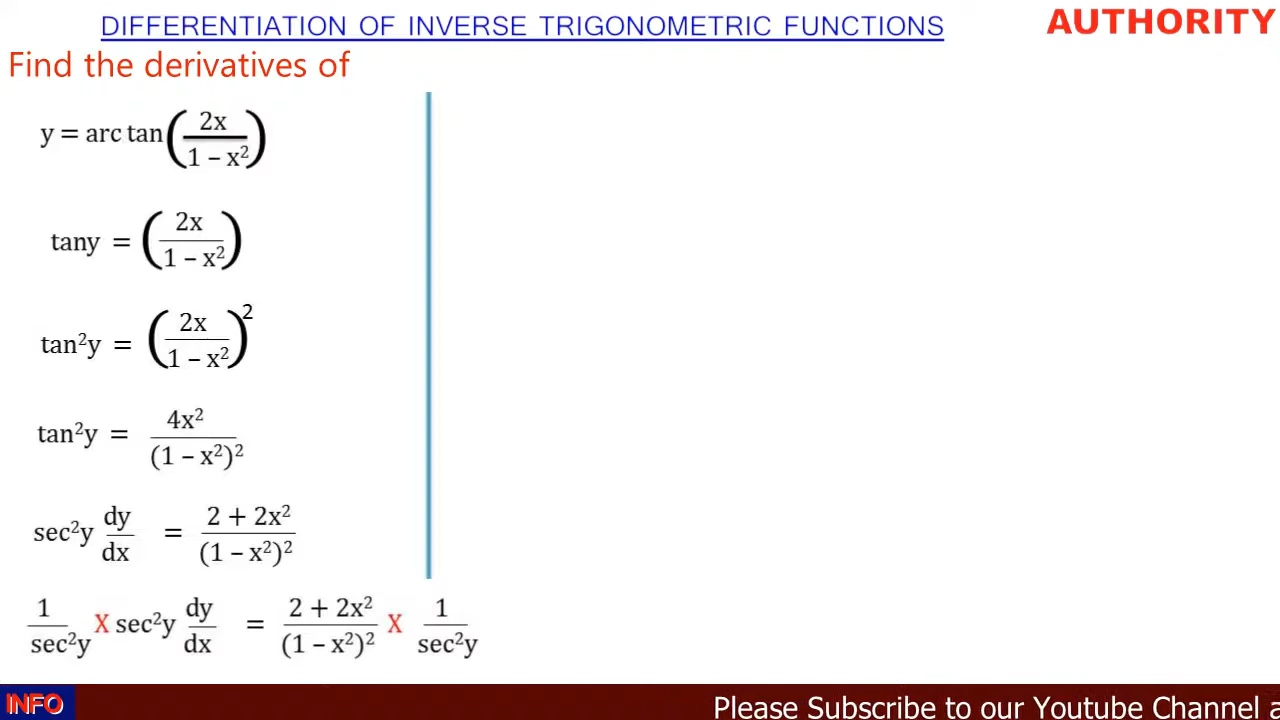 DIFFERENTIATION OF INVERSE TRIGONOMETRIC FUNCTIONS
AUTHORITY
Find the derivatives of
y = arc tan(2x / 1 – x²)
tany = (2x / 1 – x²)
tan²y = (2x / 1 – x²)²
tan²y = 4x² / (1 – x²)²
sec²y dy/dx = 2 + 2x² / (1 – x²)²
1/sec²y X sec²y dy/dx = 2 + 2x² / (1 – x²)² X 1/sec²y
INFO
Please Subscribe to our Youtube Channel a